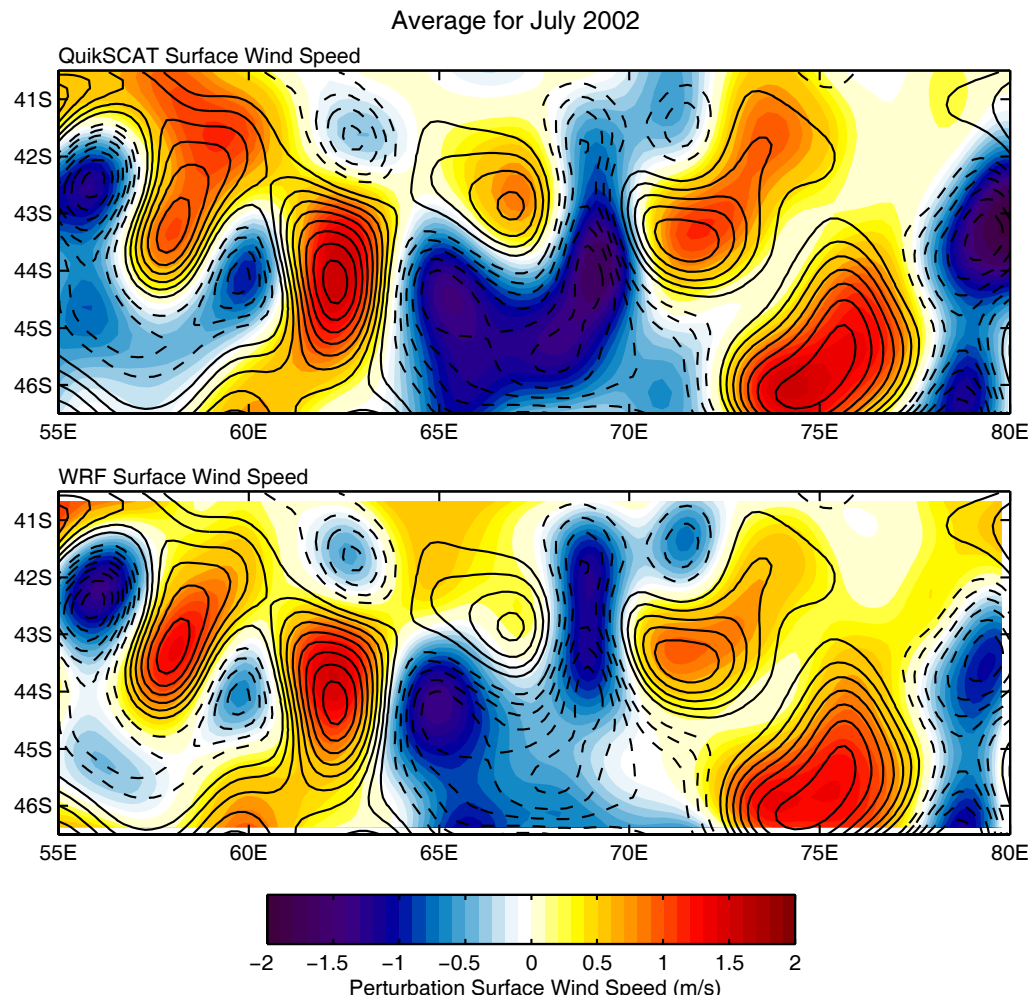 Average for July 2002
QuikSCAT Surface Wind Speed
41S
42S
43S
44S
45S
46S
55E 60E 65E 70E 75E 80E
WRF Surface Wind Speed
41S
42S
43S
44S
45S
46S
55E 60E 65E 70E 75E 80E
−2 −1.5 −1 −0.5 0 0.5 1 1.5 2
Perturbation Surface Wind Speed (m/s)